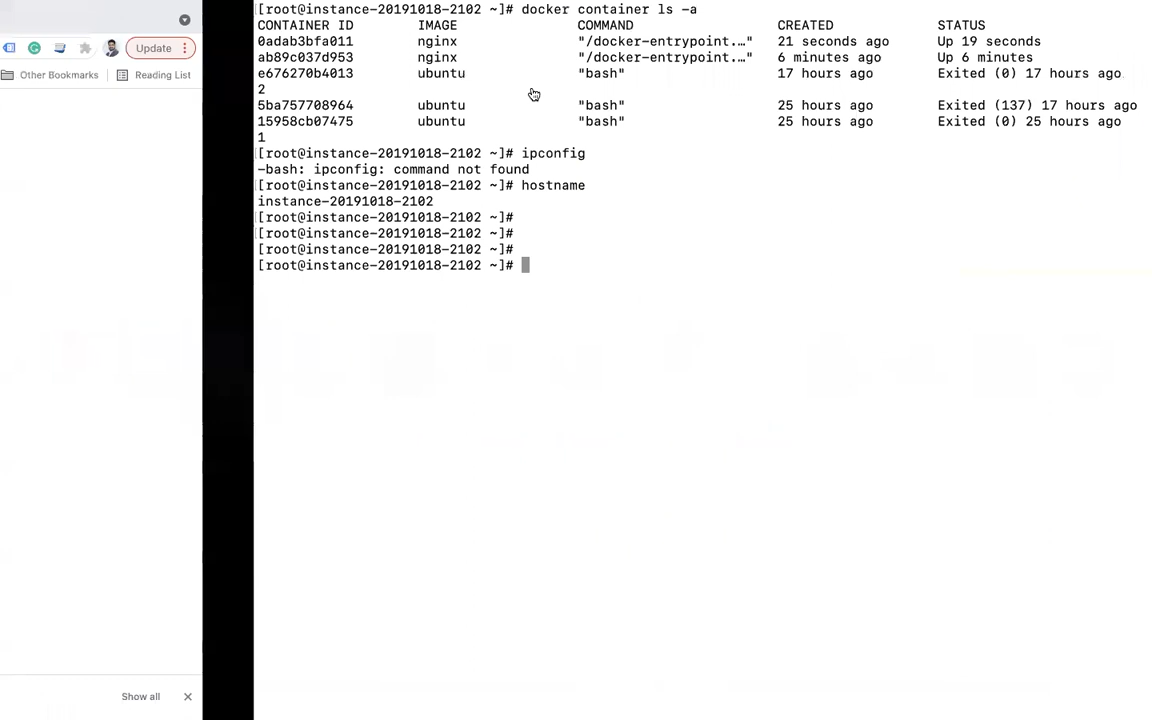 Update
Other Bookmarks
Reading List
Show all
[root@instance-20191018-2102 ~]# docker container ls -a
CONTAINER ID IMAGE COMMAND CREATED STATUS
0adab3bfa011 nginx "/docker-entrypoint.…" 21 seconds ago Up 19 seconds
ab89c037d953 nginx "/docker-entrypoint.…" 6 minutes ago Up 6 minutes
e676270b4013 ubuntu "bash" 17 hours ago Exited (0) 17 hours ago
2
5ba757708964 ubuntu "bash" 25 hours ago Exited (137) 17 hours ago
15958cb07475 ubuntu "bash" 25 hours ago Exited (0) 25 hours ago
1
[root@instance-20191018-2102 ~]# ipconfig
-bash: ipconfig: command not found
[root@instance-20191018-2102 ~]# hostname
instance-20191018-2102
[root@instance-20191018-2102 ~]#
[root@instance-20191018-2102 ~]#
[root@instance-20191018-2102 ~]#
[root@instance-20191018-2102 ~]#